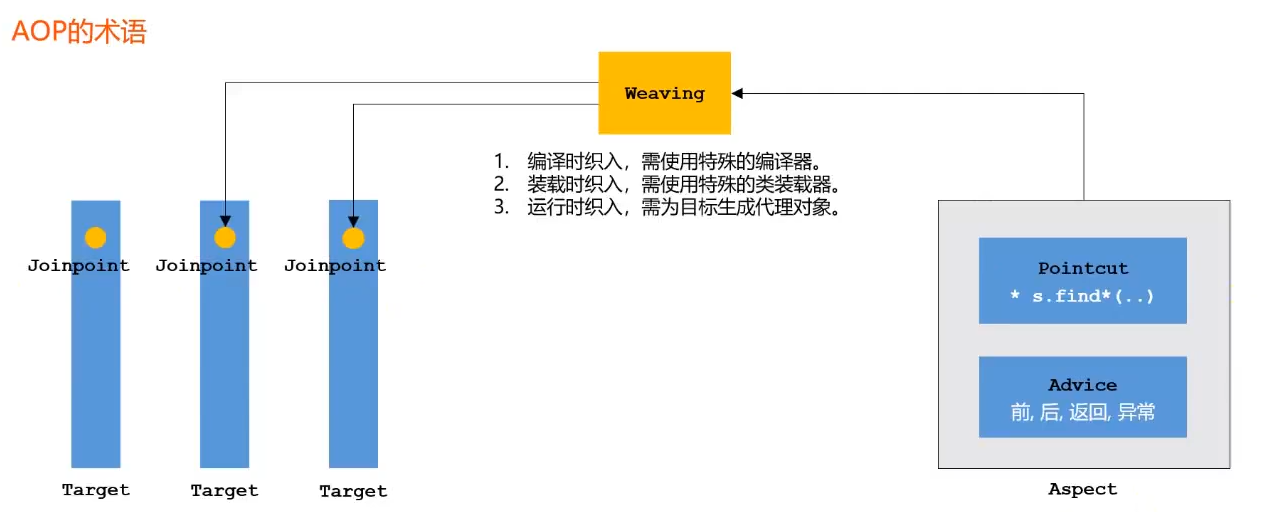 AOP的术语
Weaving
1. 编译时织入，需使用特殊的编译器。
2. 装载时织入，需使用特殊的类装载器。
3. 运行时织入，需为目标生成代理对象。
Joinpoint Joinpoint Joinpoint
Pointcut
* s.find*(..)
Advice
前, 后, 返回, 异常
Target Target Target
Aspect